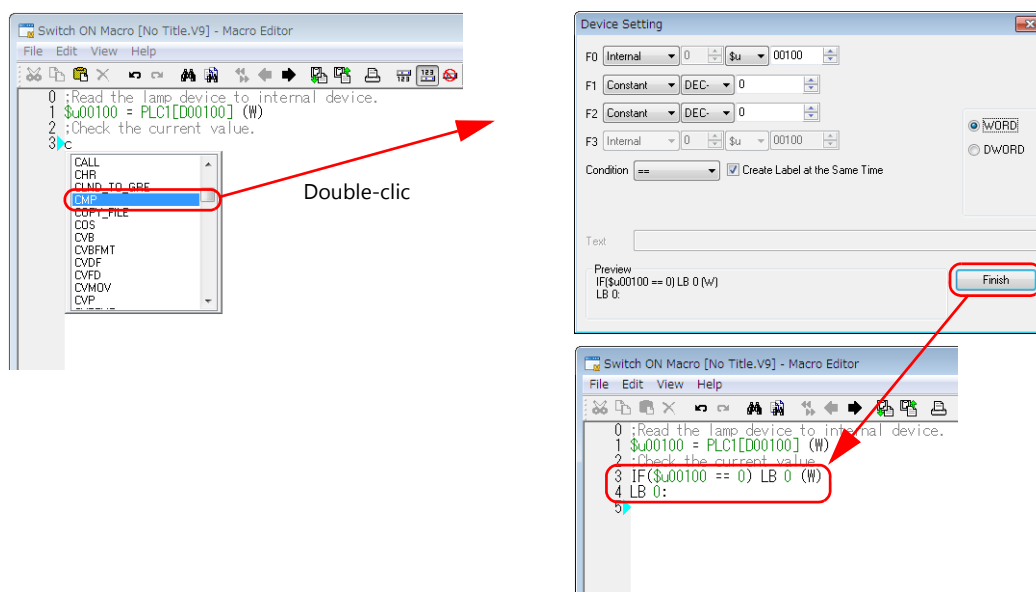 Switch ON Macro [No Title.V9] - Macro Editor
File Edit View Help
0 ;Read the lamp device to internal device.
1 $u00100 = PLC1[D00100] (W)
2 ;Check the current value.
3 c
CALL
CHR
CLND_TO_GRE
CMP
COPY_FILE
COS
CVB
CVBFMT
CVDF
CVFD
CVMOV
CVP
Double-clic
Device Setting
F0 Internal 0 $u 00100
F1 Constant DEC- 0
F2 Constant DEC- 0
F3 Internal 0 $u 00100
Condition == Create Label at the Same Time
WORD
DWORD
Text
Preview
IF($u00100 == 0) LB 0 (W)
LB 0:
Finish
Switch ON Macro [No Title.V9] - Macro Editor
File Edit View Help
0 ;Read the lamp device to internal device.
1 $u00100 = PLC1[D00100] (W)
2 ;Check the current value.
3 IF($u00100 == 0) LB 0 (W)
4 LB 0:
5